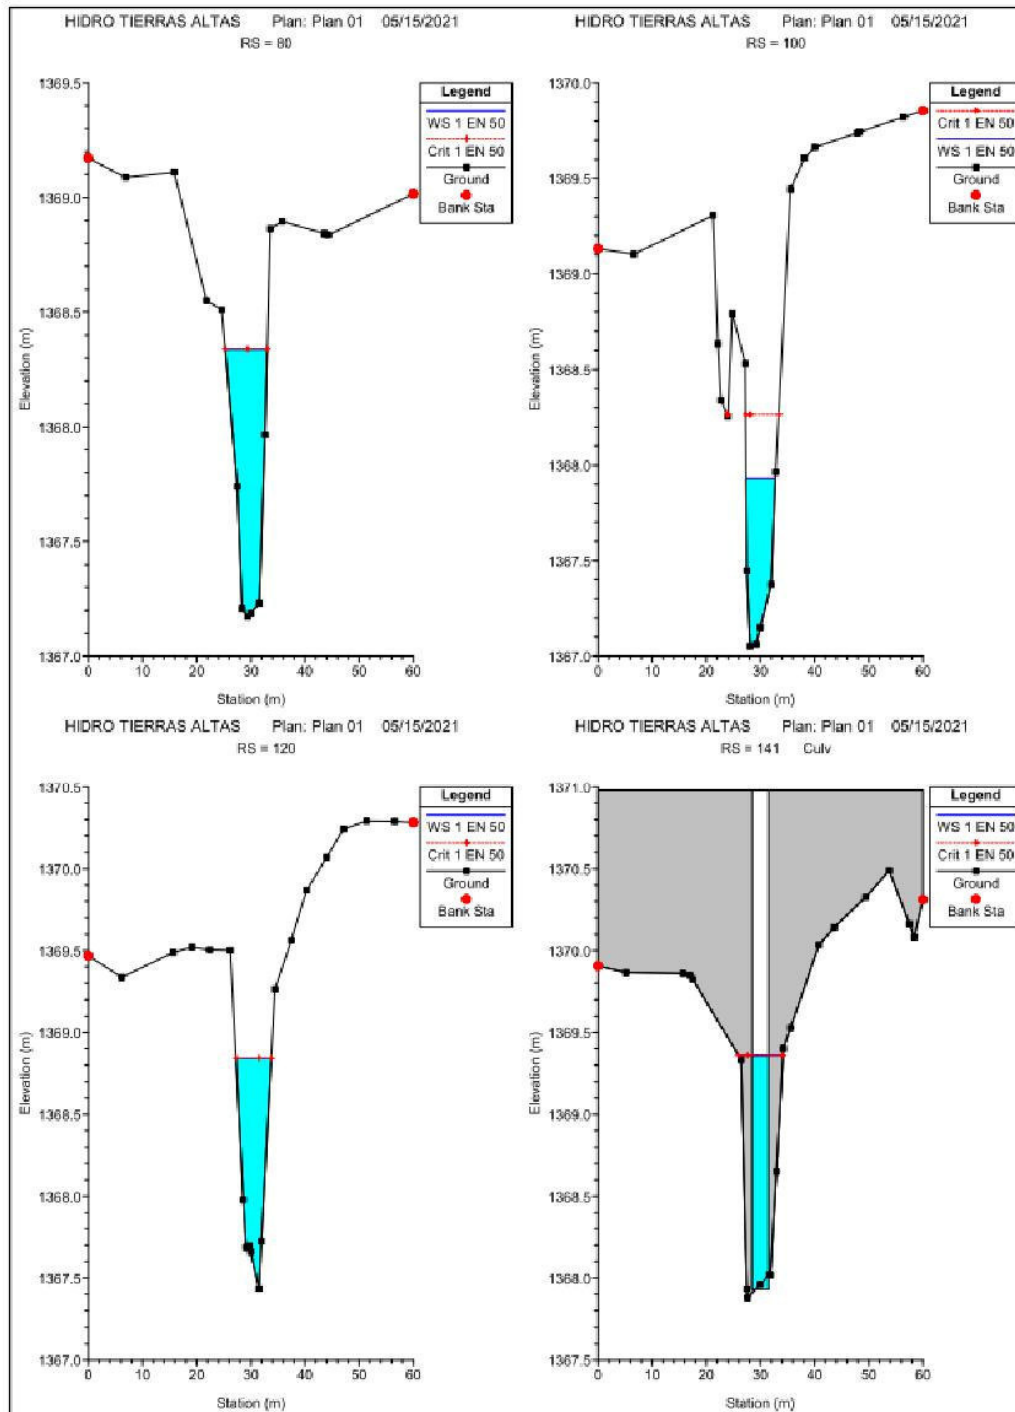 HIDRO TIERRAS ALTAS Plan: Plan 01 05/15/2021
RS = 80
1369.5
1369.0
1368.5
1368.0
1367.5
1367.0
Elevation (m)
0 10 20 30 40 50 60
Station (m)
Legend
WS 1 EN 50
Crit 1 EN 50
Ground
Bank Sta
HIDRO TIERRAS ALTAS Plan: Plan 01 05/15/2021
RS = 100
1370.0
1369.5
1369.0
1368.5
1368.0
1367.5
1367.0
Elevation (m)
0 10 20 30 40 50 60
Station (m)
Legend
Crit 1 EN 50
WS 1 EN 50
Ground
Bank Sta
HIDRO TIERRAS ALTAS Plan: Plan 01 05/15/2021
RS = 120
1370.5
1370.0
1369.5
1369.0
1368.5
1368.0
1367.5
1367.0
Elevation (m)
0 10 20 30 40 50 60
Station (m)
Legend
WS 1 EN 50
Crit 1 EN 50
Ground
Bank Sta
HIDRO TIERRAS ALTAS Plan: Plan 01 05/15/2021
RS = 141 Culv
1371.0
1370.5
1370.0
1369.5
1369.0
1368.5
1368.0
1367.5
Elevation (m)
0 10 20 30 40 50 60
Station (m)
Legend
WS 1 EN 50
Crit 1 EN 50
Ground
Bank Sta